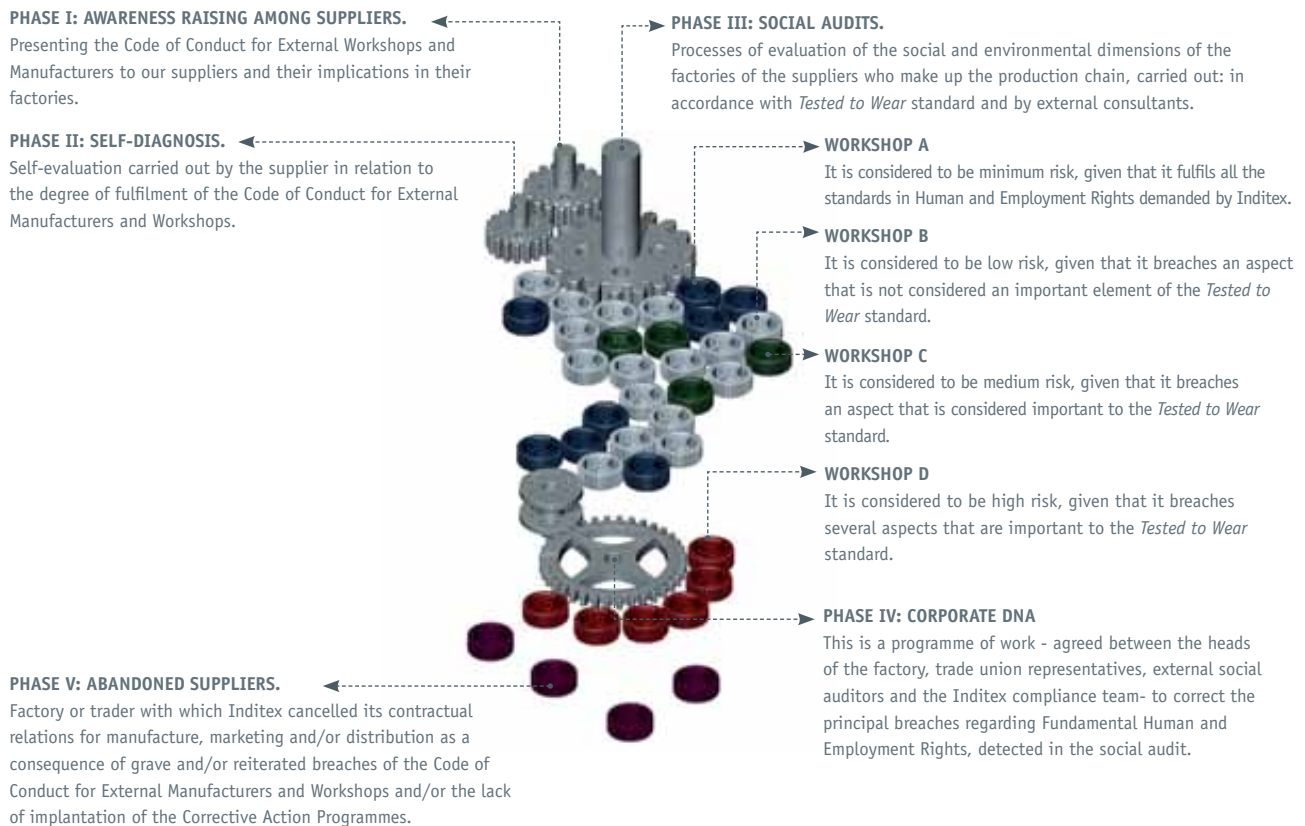 PHASE I: AWARENESS RAISING AMONG SUPPLIERS.
Presenting the Code of Conduct for External Workshops and
Manufacturers to our suppliers and their implications in their
factories.
PHASE II: SELF-DIAGNOSIS.
Self-evaluation carried out by the supplier in relation to
the degree of fulfilment of the Code of Conduct for External
Manufacturers and Workshops.
PHASE III: SOCIAL AUDITS.
Processes of evaluation of the social and environmental dimensions of the
factories of the suppliers who make up the production chain, carried out: in
accordance with Tested to Wear standard and by external consultants.
WORKSHOP A
It is considered to be minimum risk, given that it fulfils all the
standards in Human and Employment Rights demanded by Inditex.
WORKSHOP B
It is considered to be low risk, given that it breaches an aspect
that is not considered an important element of the Tested to
Wear standard.
WORKSHOP C
It is considered to be medium risk, given that it breaches
an aspect that is considered important to the Tested to Wear
standard.
WORKSHOP D
It is considered to be high risk, given that it breaches
several aspects that are important to the Tested to Wear
standard.
PHASE IV: CORPORATE DNA
This is a programme of work - agreed between the heads
of the factory, trade union representatives, external social
auditors and the Inditex compliance team- to correct the
principal breaches regarding Fundamental Human and
Employment Rights, detected in the social audit.
PHASE V: ABANDONED SUPPLIERS.
Factory or trader with which Inditex cancelled its contractual
relations for manufacture, marketing and/or distribution as a
consequence of grave and/or reiterated breaches of the Code of
Conduct for External Manufacturers and Workshops and/or the lack
of implantation of the Corrective Action Programmes.